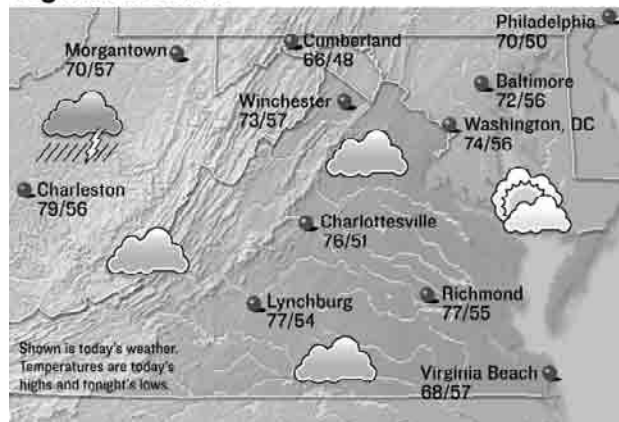 Philadelphia
70/50
Cumberland
66/48
Morgantown
70/57
Baltimore
72/56
Winchester
73/57
Washington, DC
74/56
Charleston
79/56
Charlottesville
76/51
Lynchburg
77/54
Richmond
77/55
Shown is today's weather.
Temperatures are today's
highs and tonight's lows.
Virginia Beach
68/57